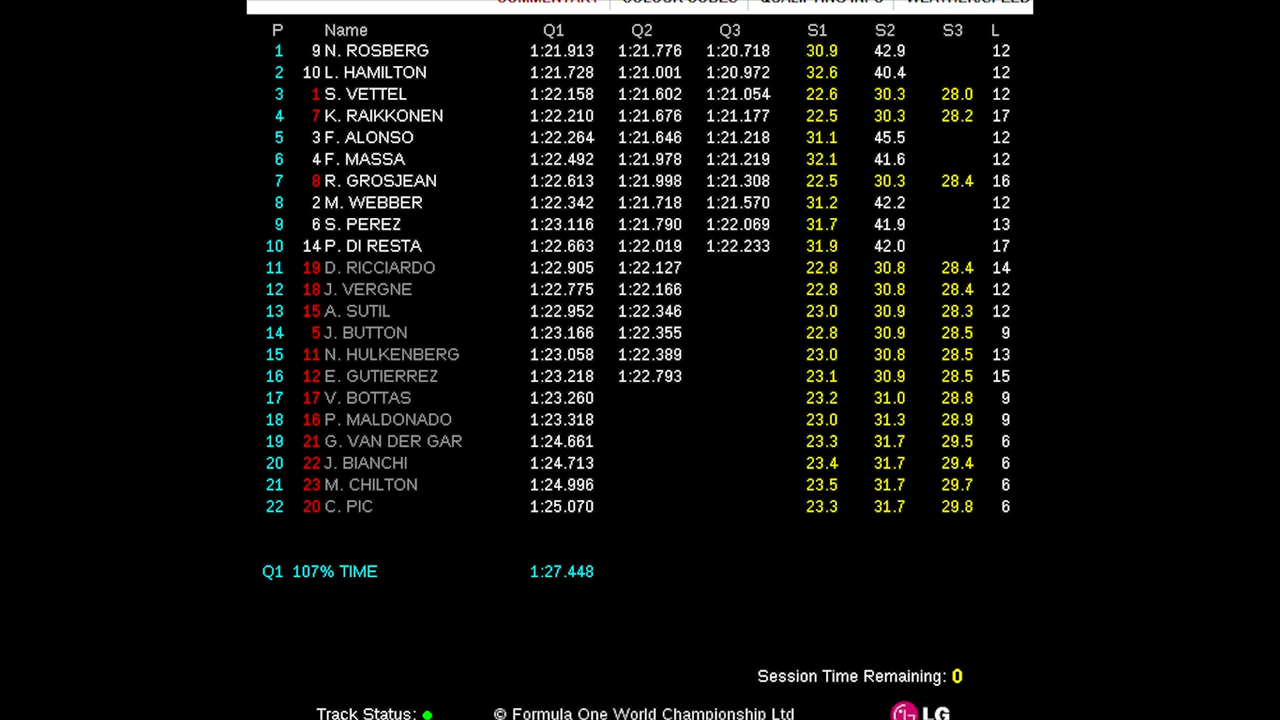 COMMENTARY COLOUR CODES QUALIFYING INFO WEATHER/SPEED
P Name Q1 Q2 Q3 S1 S2 S3 L
1 9 N. ROSBERG 1:21.913 1:21.776 1:20.718 30.9 42.9 12
2 10 L. HAMILTON 1:21.728 1:21.001 1:20.972 32.6 40.4 12
3 1 S. VETTEL 1:22.158 1:21.602 1:21.054 22.6 30.3 28.0 12
4 7 K. RAIKKONEN 1:22.210 1:21.676 1:21.177 22.5 30.3 28.2 17
5 3 F. ALONSO 1:22.264 1:21.646 1:21.218 31.1 45.5 12
6 4 F. MASSA 1:22.492 1:21.978 1:21.219 32.1 41.6 12
7 8 R. GROSJEAN 1:22.613 1:21.998 1:21.308 22.5 30.3 28.4 16
8 2 M. WEBBER 1:22.342 1:21.718 1:21.570 31.2 42.2 12
9 6 S. PEREZ 1:23.116 1:21.790 1:22.069 31.7 41.9 13
10 14 P. DI RESTA 1:22.663 1:22.019 1:22.233 31.9 42.0 17
11 19 D. RICCIARDO 1:22.905 1:22.127 22.8 30.8 28.4 14
12 18 J. VERGNE 1:22.775 1:22.166 22.8 30.8 28.4 12
13 15 A. SUTIL 1:22.952 1:22.346 23.0 30.9 28.3 12
14 5 J. BUTTON 1:23.166 1:22.355 22.8 30.9 28.5 9
15 11 N. HULKENBERG 1:23.058 1:22.389 23.0 30.8 28.5 13
16 12 E. GUTIERREZ 1:23.218 1:22.793 23.1 30.9 28.5 15
17 17 V. BOTTAS 1:23.260 23.2 31.0 28.8 9
18 16 P. MALDONADO 1:23.318 23.0 31.3 28.9 9
19 21 G. VAN DER GAR 1:24.661 23.3 31.7 29.5 6
20 22 J. BIANCHI 1:24.713 23.4 31.7 29.4 6
21 23 M. CHILTON 1:24.996 23.5 31.7 29.7 6
22 20 C. PIC 1:25.070 23.3 31.7 29.8 6
Q1 107% TIME 1:27.448
Session Time Remaining: 0
Track Status: © Formula One World Championship Ltd LG